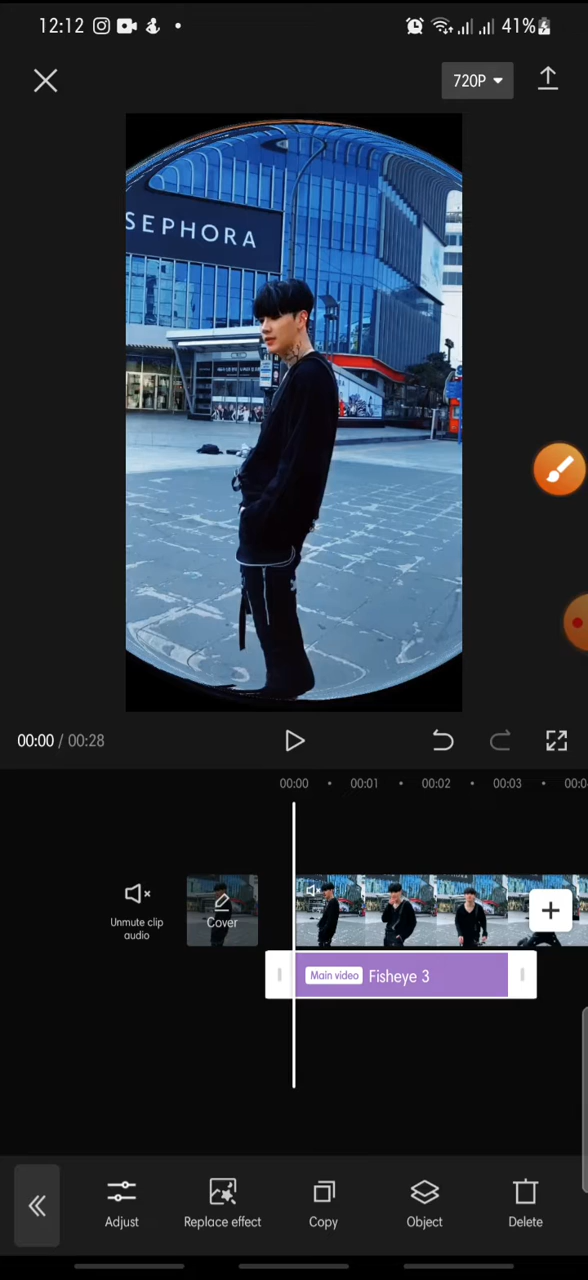 12:12
41%
720P
SEPHORA
00:00 / 00:28
00:00
00:01
00:02
00:03
Unmute clip
audio
Cover
Main video
Fisheye 3
Adjust
Replace effect
Copy
Object
Delete